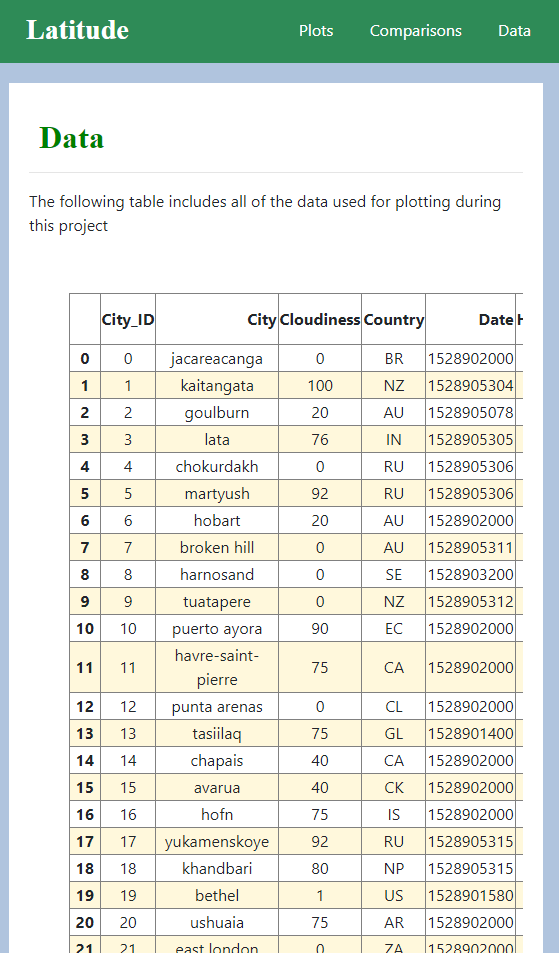 Latitude Plots Comparisons Data
Data
The following table includes all of the data used for plotting during
this project
City_ID City Cloudiness Country Date H
0 0 jacareacanga 0 BR 1528902000
1 1 kaitangata 100 NZ 1528905304
2 2 goulburn 20 AU 1528905078
3 3 lata 76 IN 1528905305
4 4 chokurdakh 0 RU 1528905306
5 5 martyush 92 RU 1528905306
6 6 hobart 20 AU 1528902000
7 7 broken hill 0 AU 1528905311
8 8 harnosand 0 SE 1528903200
9 9 tuatapere 0 NZ 1528905312
10 10 puerto ayora 90 EC 1528902000
11 11 havre-saint-
pierre 75 CA 1528902000
12 12 punta arenas 0 CL 1528902000
13 13 tasiilaq 75 GL 1528901400
14 14 chapais 40 CA 1528902000
15 15 avarua 40 CK 1528902000
16 16 hofn 75 IS 1528902000
17 17 yukamenskoye 92 RU 1528905315
18 18 khandbari 80 NP 1528905315
19 19 bethel 1 US 1528901580
20 20 ushuaia 75 AR 1528902000
21 21 east london 0 ZA 1528902000